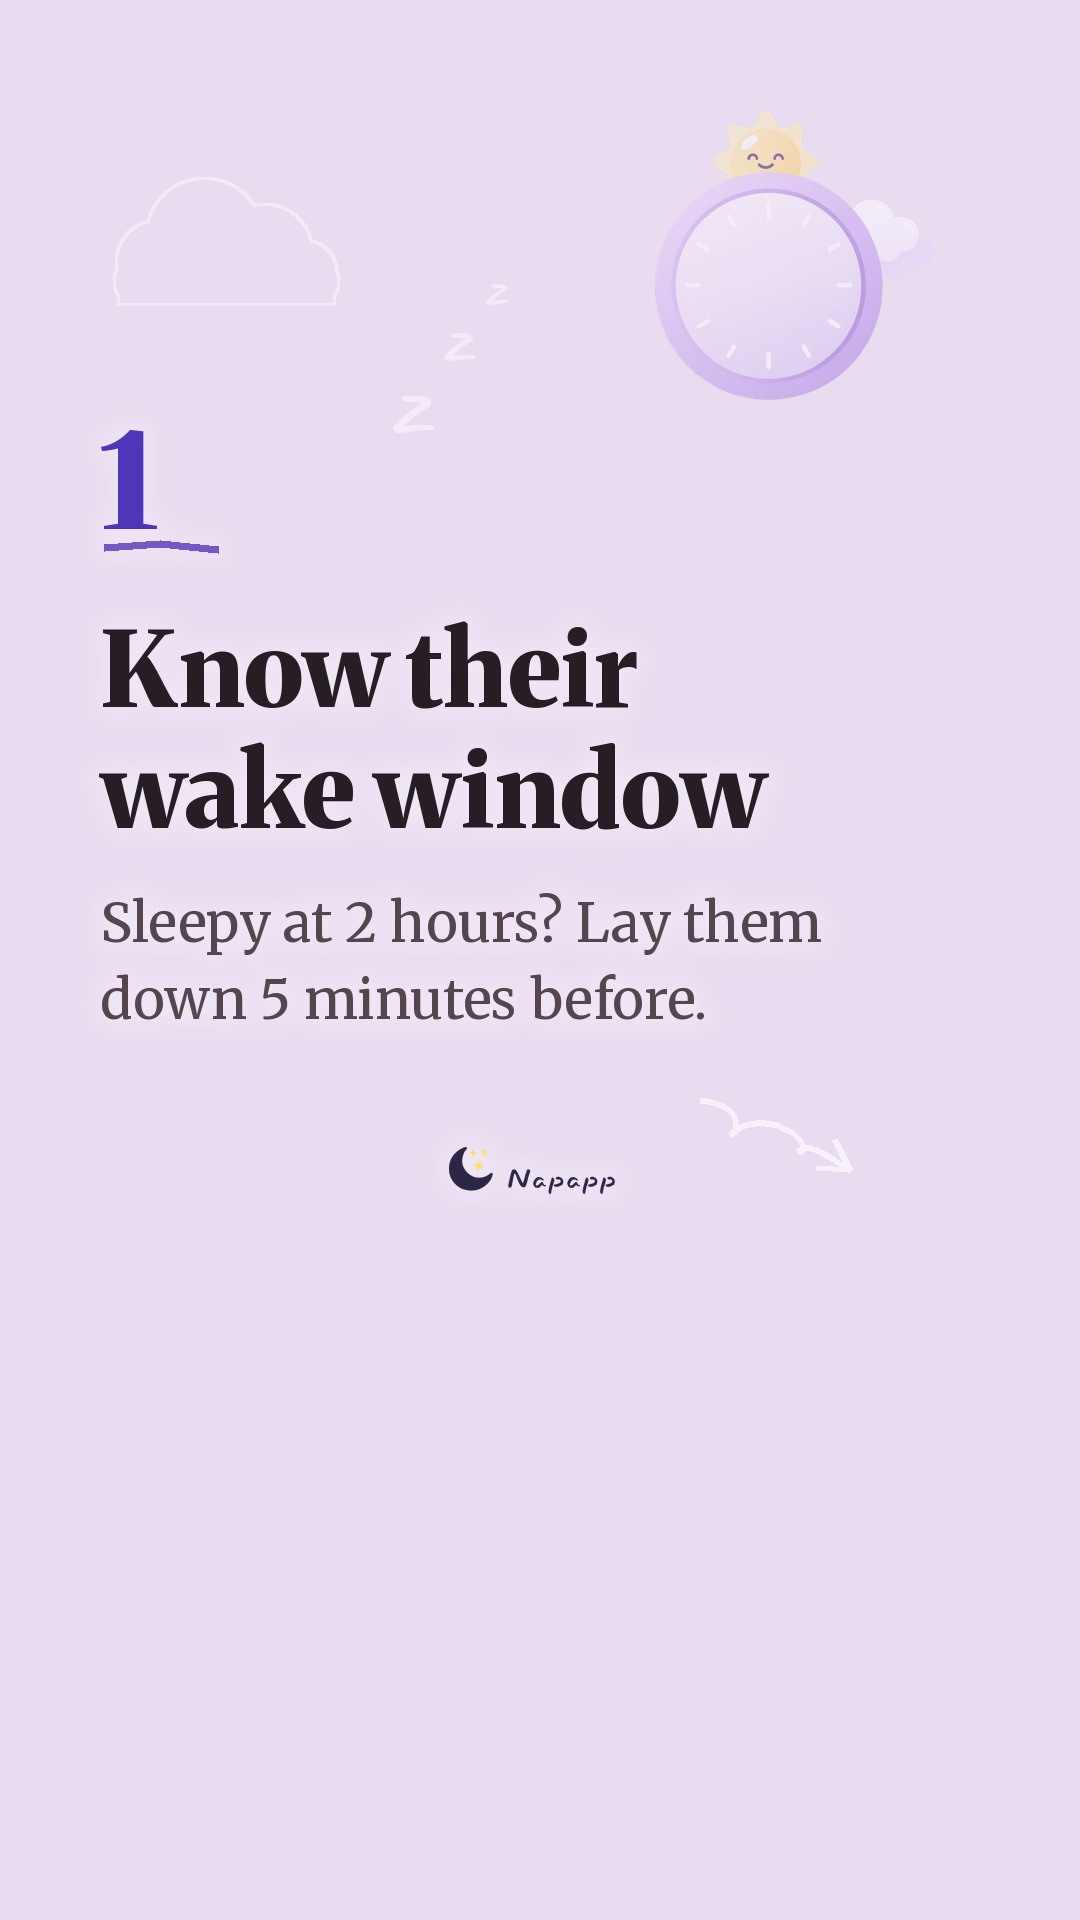 z
z
z
1
Know their
wake window
Sleepy at 2 hours? Lay them
down 5 minutes before.
Napapp